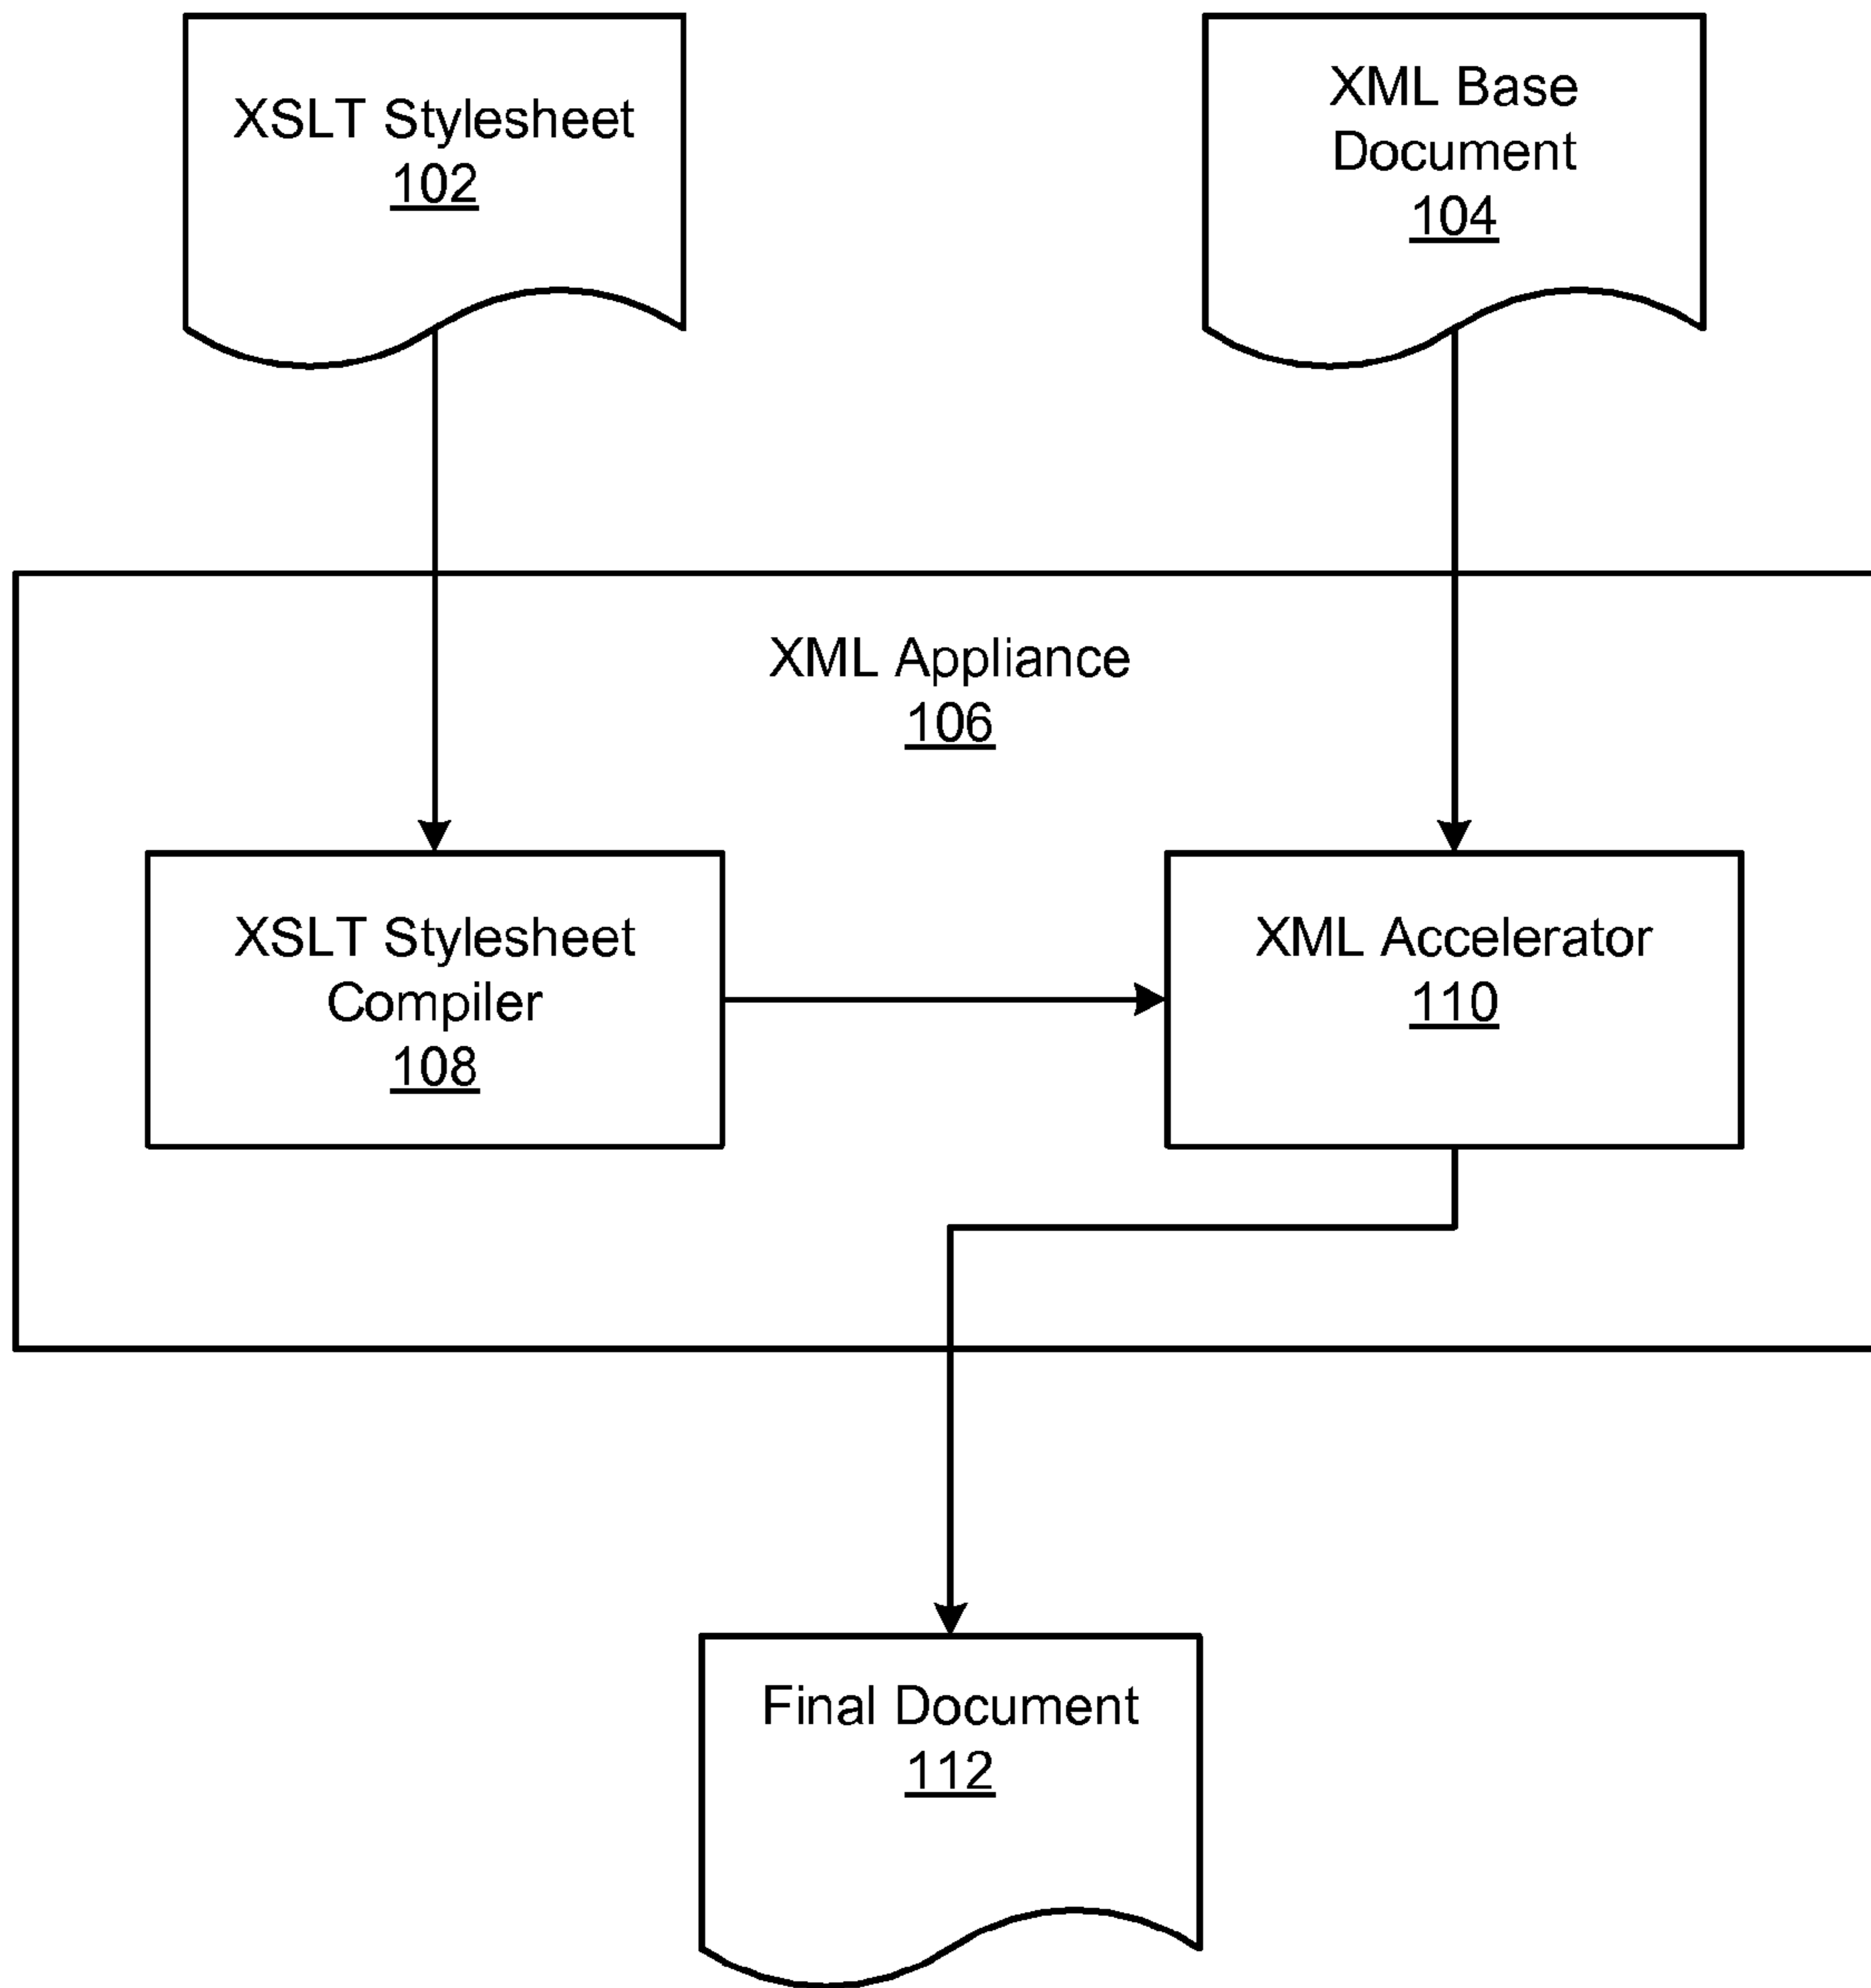 XSLT Stylesheet
102
XML Base
Document
104
XML Appliance
106
XSLT Stylesheet
Compiler
108
XML Accelerator
110
Final Document
112